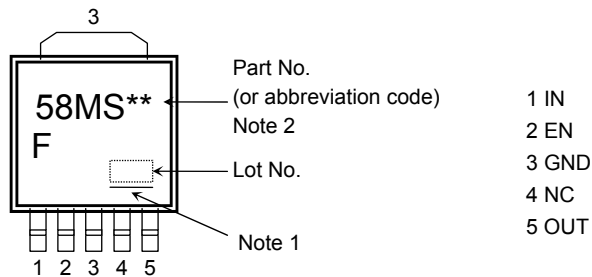 3
58MS**
F
Part No.
(or abbreviation code)
Note 2
Lot No.
Note 1
1 2 3 4 5
1 IN
2 EN
3 GND
4 NC
5 OUT